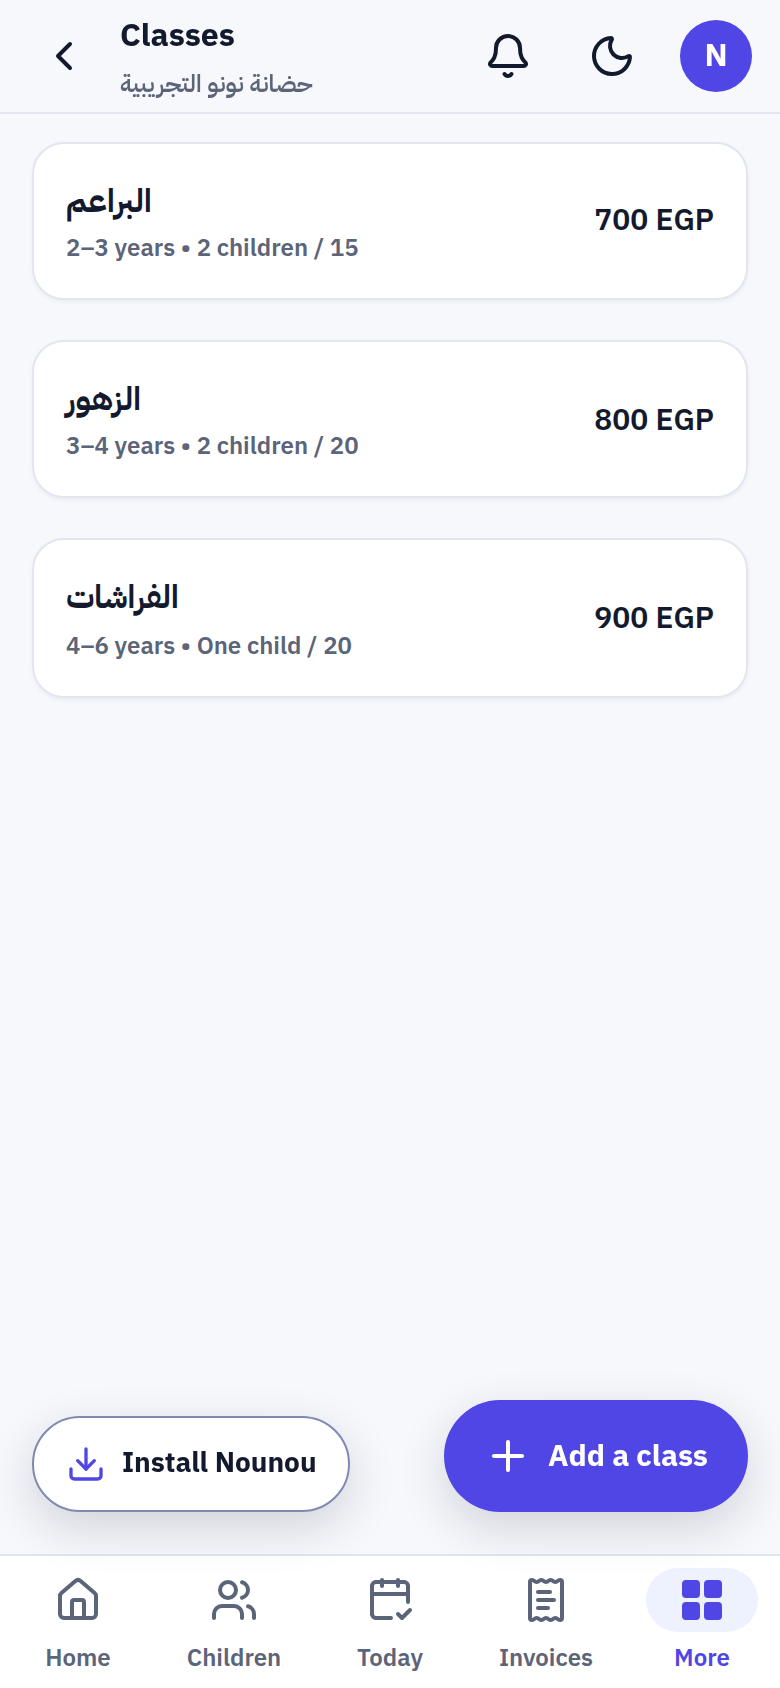 Classes
حضانة نونو التجريبية
N
البراعم
2–3 years • 2 children / 15
700 EGP
الزهور
3–4 years • 2 children / 20
800 EGP
الفراشات
4–6 years • One child / 20
900 EGP
Install Nounou
Add a class
Home
Children
Today
Invoices
More